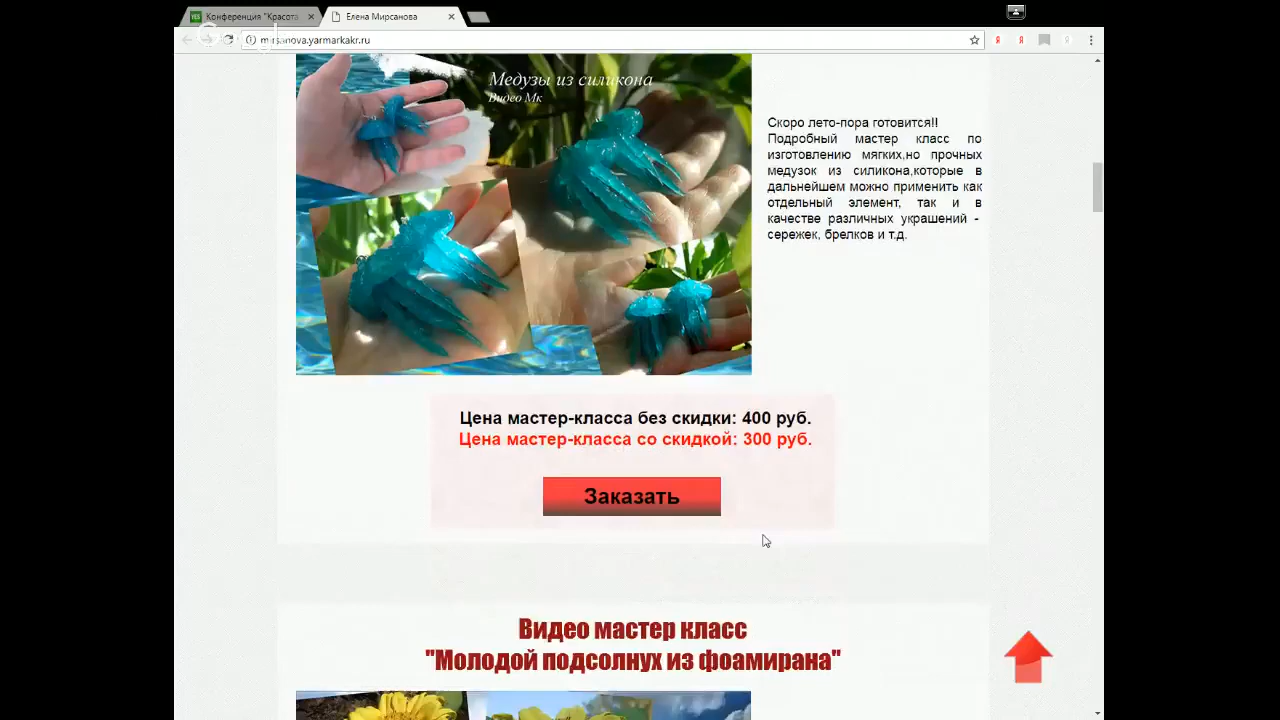 Конференция "Красота
Елена Мирсанова
mirsanova.yarmarkakr.ru
Медузы из силикона
Видео Мк
Скоро лето-пора готовится!!
Подробный мастер класс по
изготовлению мягких,но прочных
медузок из силикона,которые в
дальнейшем можно применить как
отдельный элемент, так и в
качестве различных украшений -
сережек, брелков и т.д.
Цена мастер-класса без скидки: 400 руб.
Цена мастер-класса со скидкой: 300 руб.
Заказать
Видео мастер класс
"Молодой подсолнух из фоамирана"